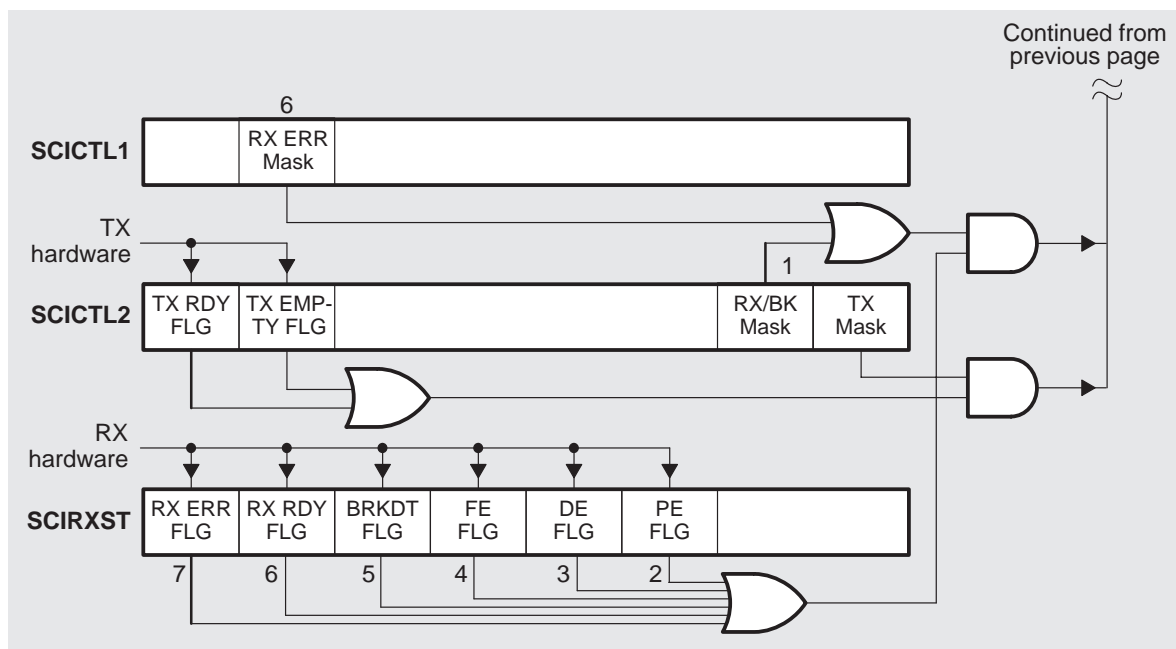 Continued from
previous page
6
SCICTL1
RX ERR
Mask
TX
hardware
1
SCICTL2
TX RDY
FLG
TX EMP-
TY FLG
RX/BK
Mask
TX
Mask
RX
hardware
SCIRXST
RX ERR
FLG
RX RDY
FLG
BRKDT
FLG
FE
FLG
DE
FLG
PE
FLG
7
6
5
4
3
2